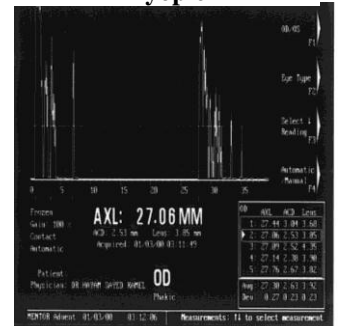 OD/OS
F1
Eye Type
F2
Select ↓
Reading
F3
Automatic
Manual
F4
0 5 10 15 20 25 30 35
Frozen
Gain: 100
Contact
Automatic
AXL: 27.06 MM
ACD: 2.53 mm Lens: 3.85 mm
Acquired: 01/03/00 03:11:49
Patient:
Physician: DR HAYAM SAYED KAMEL
OD
Phakic
OD AXL ACD Lens
1: 27 44 3 04 3 68
2: 27 06 2 53 3 85
3: 27 09 2 52 4 35
4: 27 14 2 38 3 90
5: 27 76 2 67 3 82
Avg 27 30 2 63 3 92
Dev 0 27 0 23 0 23
MENTOR Advent 01/03/00 03:12:06 Measurements: ↑↓ to select measurement